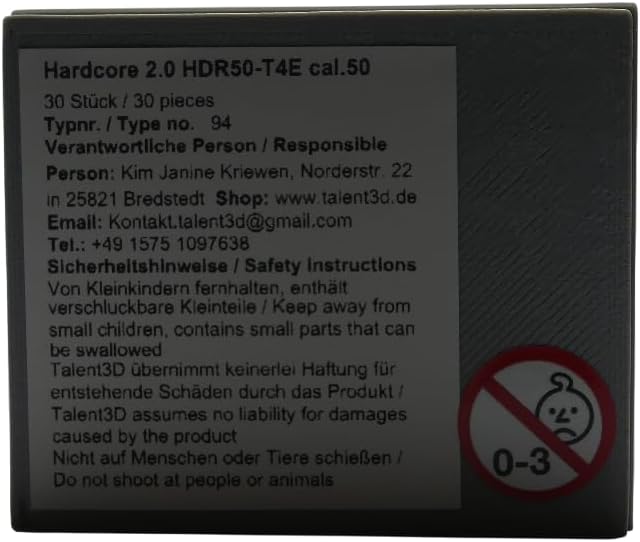 Hardcore 2.0 HDR50-T4E cal.50
30 Stück / 30 pieces
Typnr. / Type no. 94
Verantwortliche Person / Responsible
Person: Kim Janine Kriewen, Norderstr. 22
in 25821 Bredstedt Shop: www.talent3d.de
Email: Kontakt.talent3d@gmail.com
Tel.: +49 1575 1097638
Sicherheitshinweise / Safety Instructions
Von Kleinkindern fernhalten, enthält
verschluckbare Kleinteile / Keep away from
small children, contains small parts that can
be swallowed
Talent3D übernimmt keinerlei Haftung für
entstehende Schäden durch das Produkt /
Talent3D assumes no liability for damages
caused by the product
Nicht auf Menschen oder Tiere schießen /
Do not shoot at people or animals
0-3